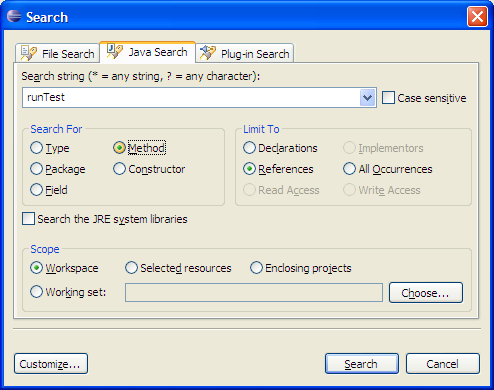 Search
File Search Java Search Plug-in Search
Search string (* = any string, ? = any character):
runTest Case sensitive
Search For Limit To
Type Method Declarations Implementors
Package Constructor References All Occurrences
Field Read Access Write Access
Search the JRE system libraries
Scope
Workspace Selected resources Enclosing projects
Working set: Choose...
Customize... Search Cancel